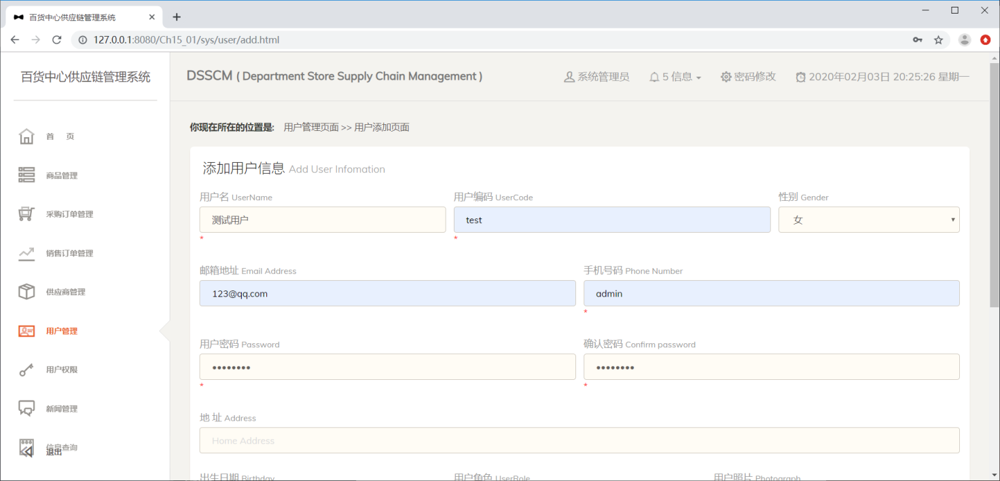 百货中心供应链管理系统
127.0.0.1:8080/Ch15_01/sys/user/add.html
百货中心供应链管理系统
DSSCM ( Department Store Supply Chain Management )
系统管理员
5 信息
密码修改
2020年02月03日 20:25:26 星期一
首 页
商品管理
采购订单管理
销售订单管理
供应商管理
用户管理
用户权限
新闻管理
信息查询
退出
你现在所在的位置是: 用户管理页面 >> 用户添加页面
添加用户信息 Add User Infomation
用户名 UserName
用户编码 UserCode
性别 Gender
测试用户
test
女
*
*
邮箱地址 Email Address
手机号码 Phone Number
123@qq.com
admin
*
用户密码 Password
确认密码 Confirm password
••••••••
••••••••
*
*
地 址 Address
Home Address
出生日期 Birthday
用户角色 UserRole
用户照片 Photograph